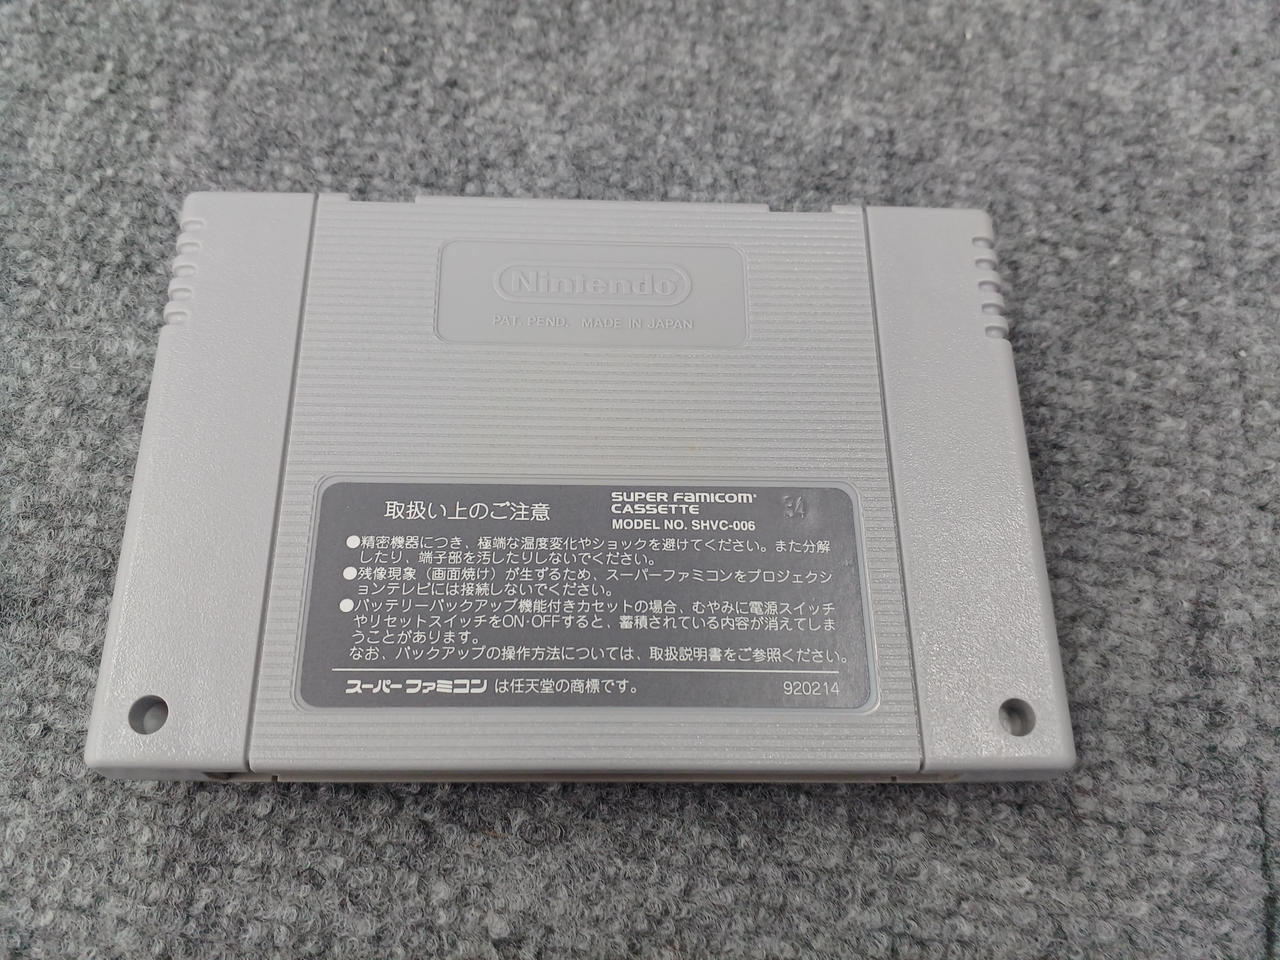 Nintendo
PAT. PEND. MADE IN JAPAN
取扱い上のご注意
SUPER FAMICOM
CASSETTE
MODEL NO. SHVC-006
34
●精密機器につき、極端な温度変化やショックを避けてください。また分解
したり、端子部を汚したりしないでください。
●残像現象（画面焼け）が生ずるため、スーパーファミコンをプロジェクシ
ョンテレビには接続しないでください。
●バッテリーバックアップ機能付きカセットの場合、むやみに電源スイッチ
やリセットスイッチをON・OFFすると、蓄積されている内容が消えてしま
うことがあります。
なお、バックアップの操作方法については、取扱説明書をご参照ください。
スーパーファミコン は任天堂の商標です。
920214